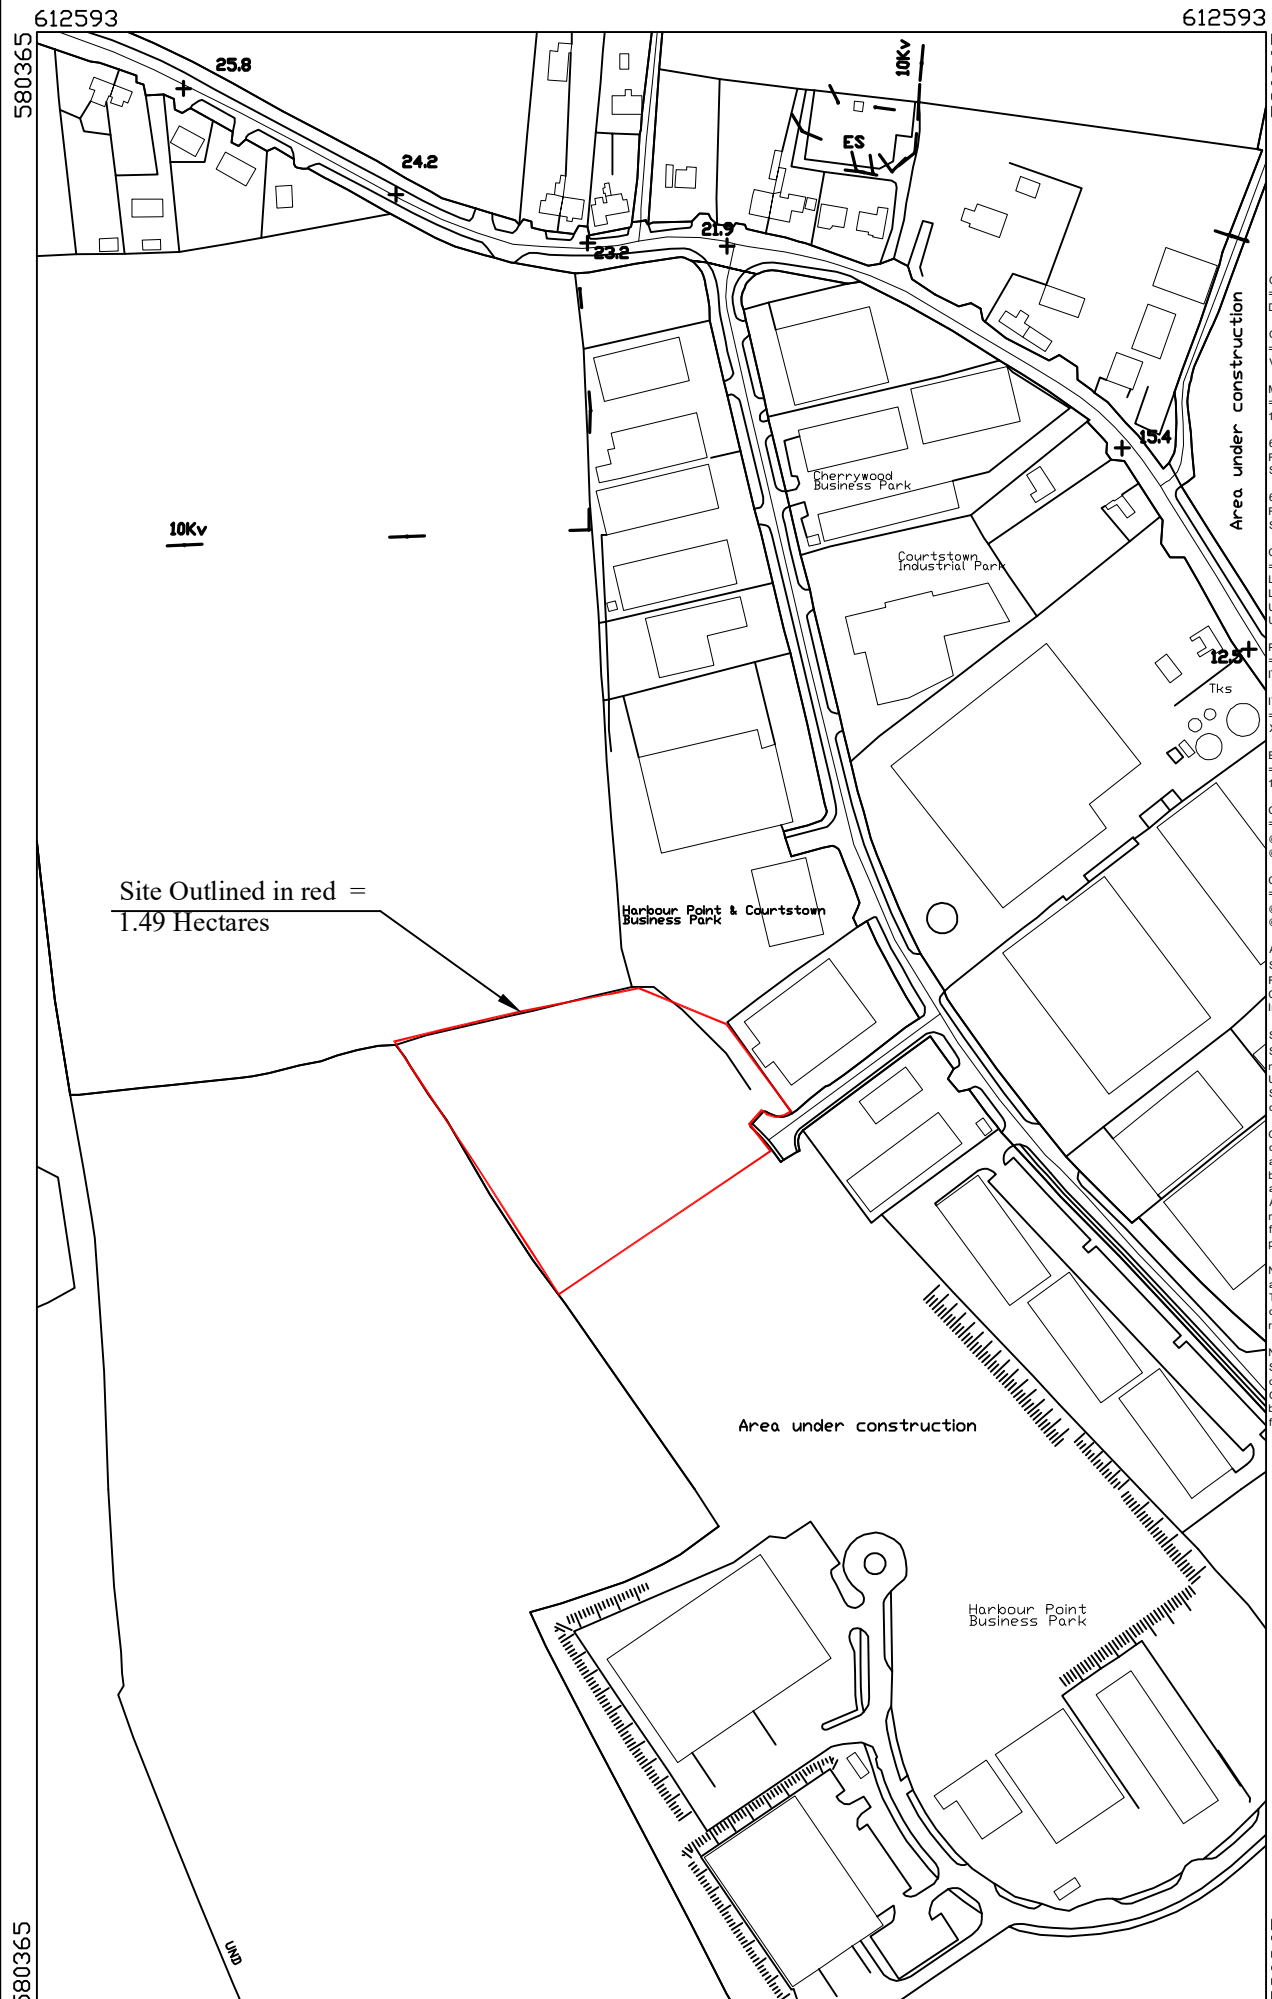 612593
612593
580365
25.8
10Kv
ES
24.2
21.9
23.2
Area under construction
15.4
Cherrywood
Business Park
10Kv
Courtstown
Industrial Park
12.5
Tks
Site Outlined in red =
1.49 Hectares
Harbour Point & Courtstown
Business Park
Area under construction
Harbour Point
Business Park
UND
580365